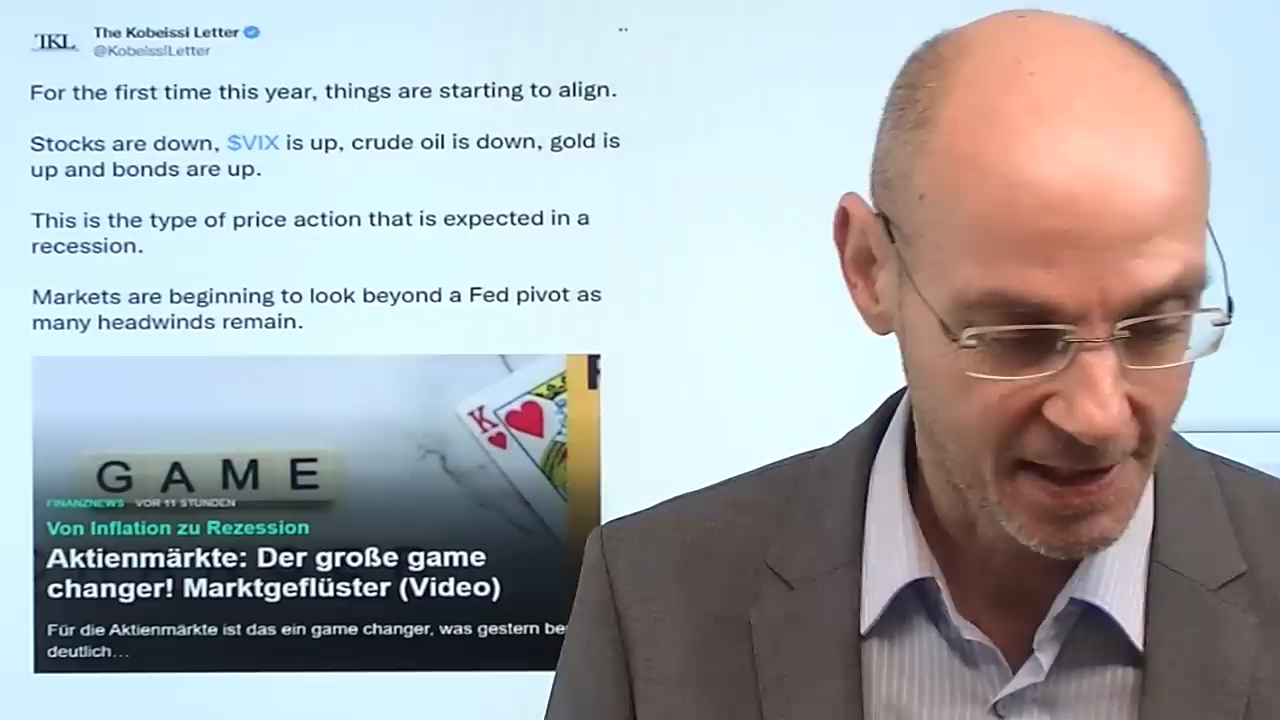 TKL
The Kobeissi Letter
@KobeissiLetter
For the first time this year, things are starting to align.
Stocks are down, $VIX is up, crude oil is down, gold is
up and bonds are up.
This is the type of price action that is expected in a
recession.
Markets are beginning to look beyond a Fed pivot as
many headwinds remain.
K
GAME
FINANZNEWS VOR 11 STUNDEN
Von Inflation zu Rezession
Aktienmärkte: Der große game
changer! Marktgeflüster (Video)
Für die Aktienmärkte ist das ein game changer, was gestern
deutlich...